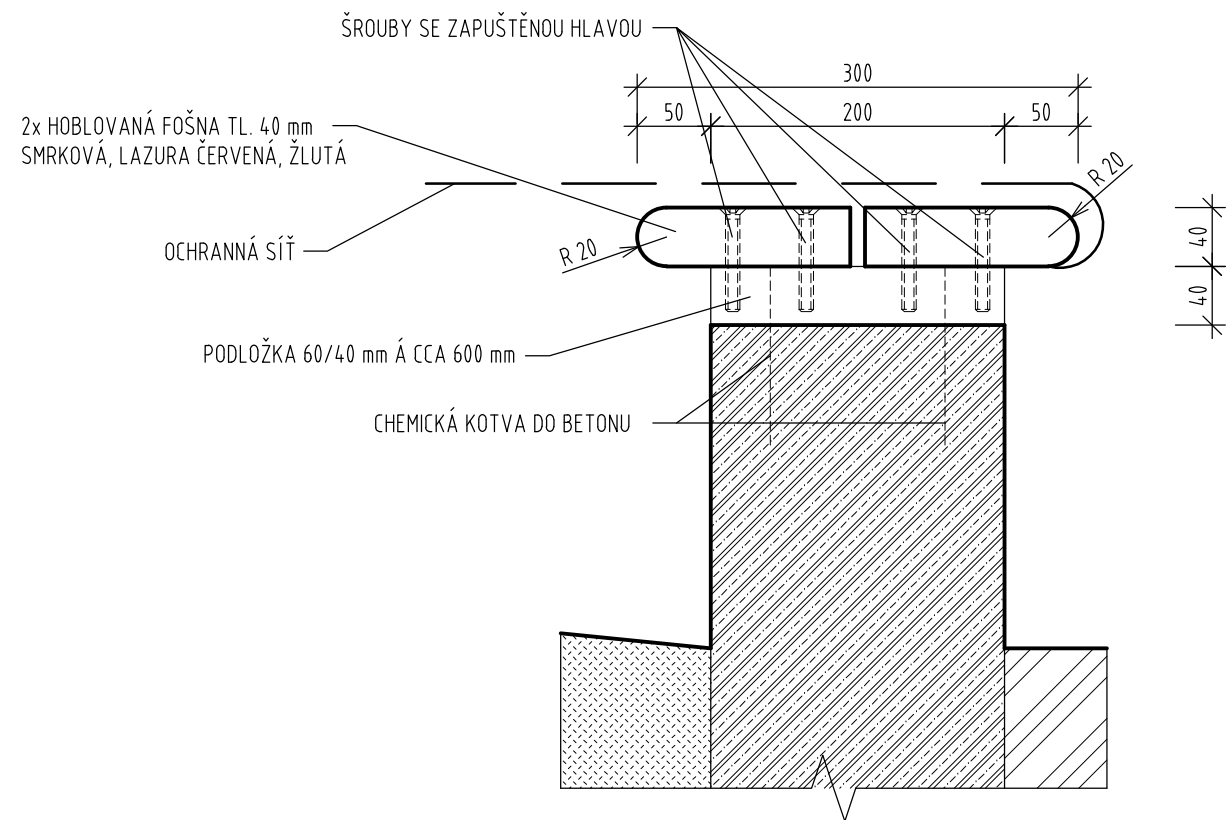 ŠROUBY SE ZAPUŠTĚNOU HLAVOU
300
50
200
50
2x HOBLOVANÁ FOŠNA TL. 40 mm
SMRKOVÁ, LAZURA ČERVENÁ, ŽLUTÁ
R 20
OCHRANNÁ SÍŤ
R 20
40
40
PODLOŽKA 60/40 mm Á CCA 600 mm
CHEMICKÁ KOTVA DO BETONU